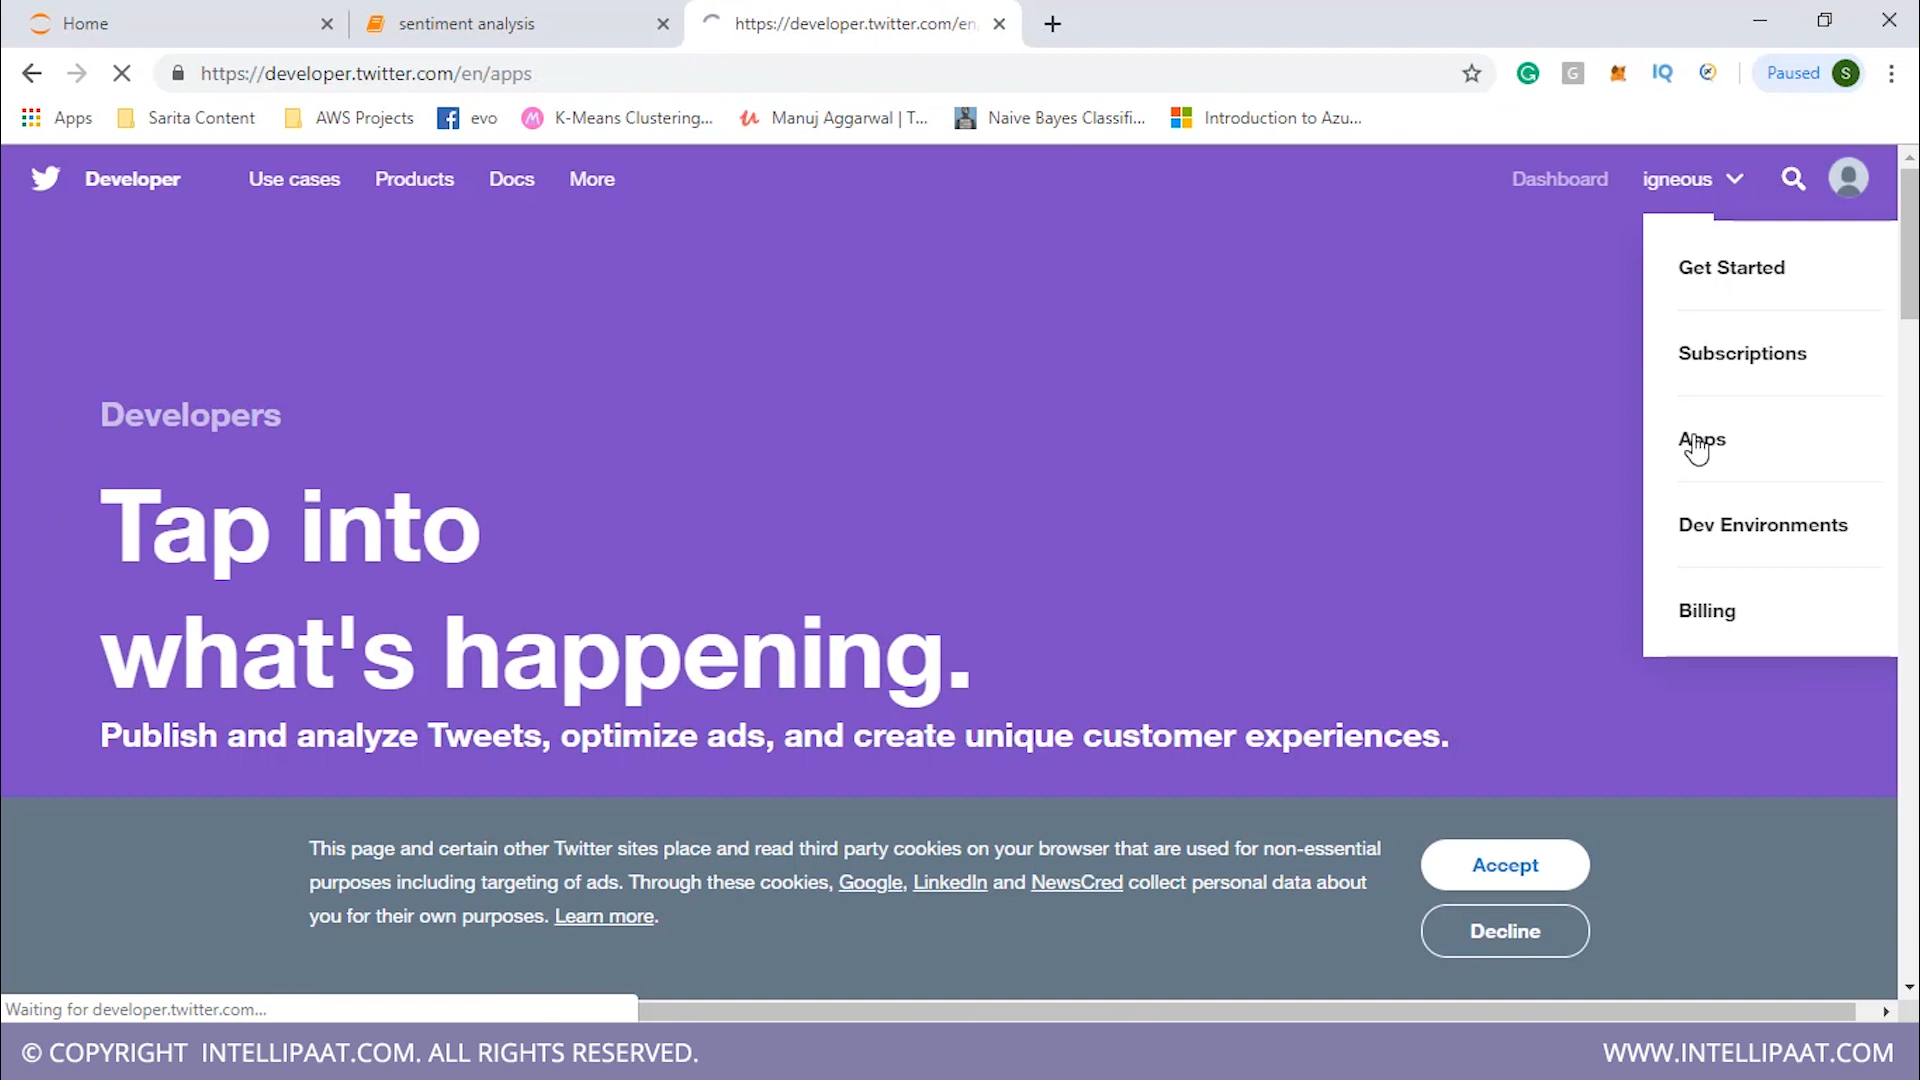 Home
sentiment analysis
https://developer.twitter.com/en
https://developer.twitter.com/en/apps
G
G
IQ
Paused
S
Apps
Sarita Content
AWS Projects
evo
K-Means Clustering...
Manuj Aggarwal | T...
Naive Bayes Classifi...
Introduction to Azu...
Developer
Use cases
Products
Docs
More
Dashboard
igneous
Get Started
Subscriptions
Apps
Dev Environments
Billing
Developers
Tap into
what's happening.
Publish and analyze Tweets, optimize ads, and create unique customer experiences.
This page and certain other Twitter sites place and read third party cookies on your browser that are used for non-essential
purposes including targeting of ads. Through these cookies, Google, LinkedIn and NewsCred collect personal data about
you for their own purposes. Learn more.
Accept
Decline
Waiting for developer.twitter.com...
© COPYRIGHT INTELLIPAAT.COM. ALL RIGHTS RESERVED.
WWW.INTELLIPAAT.COM